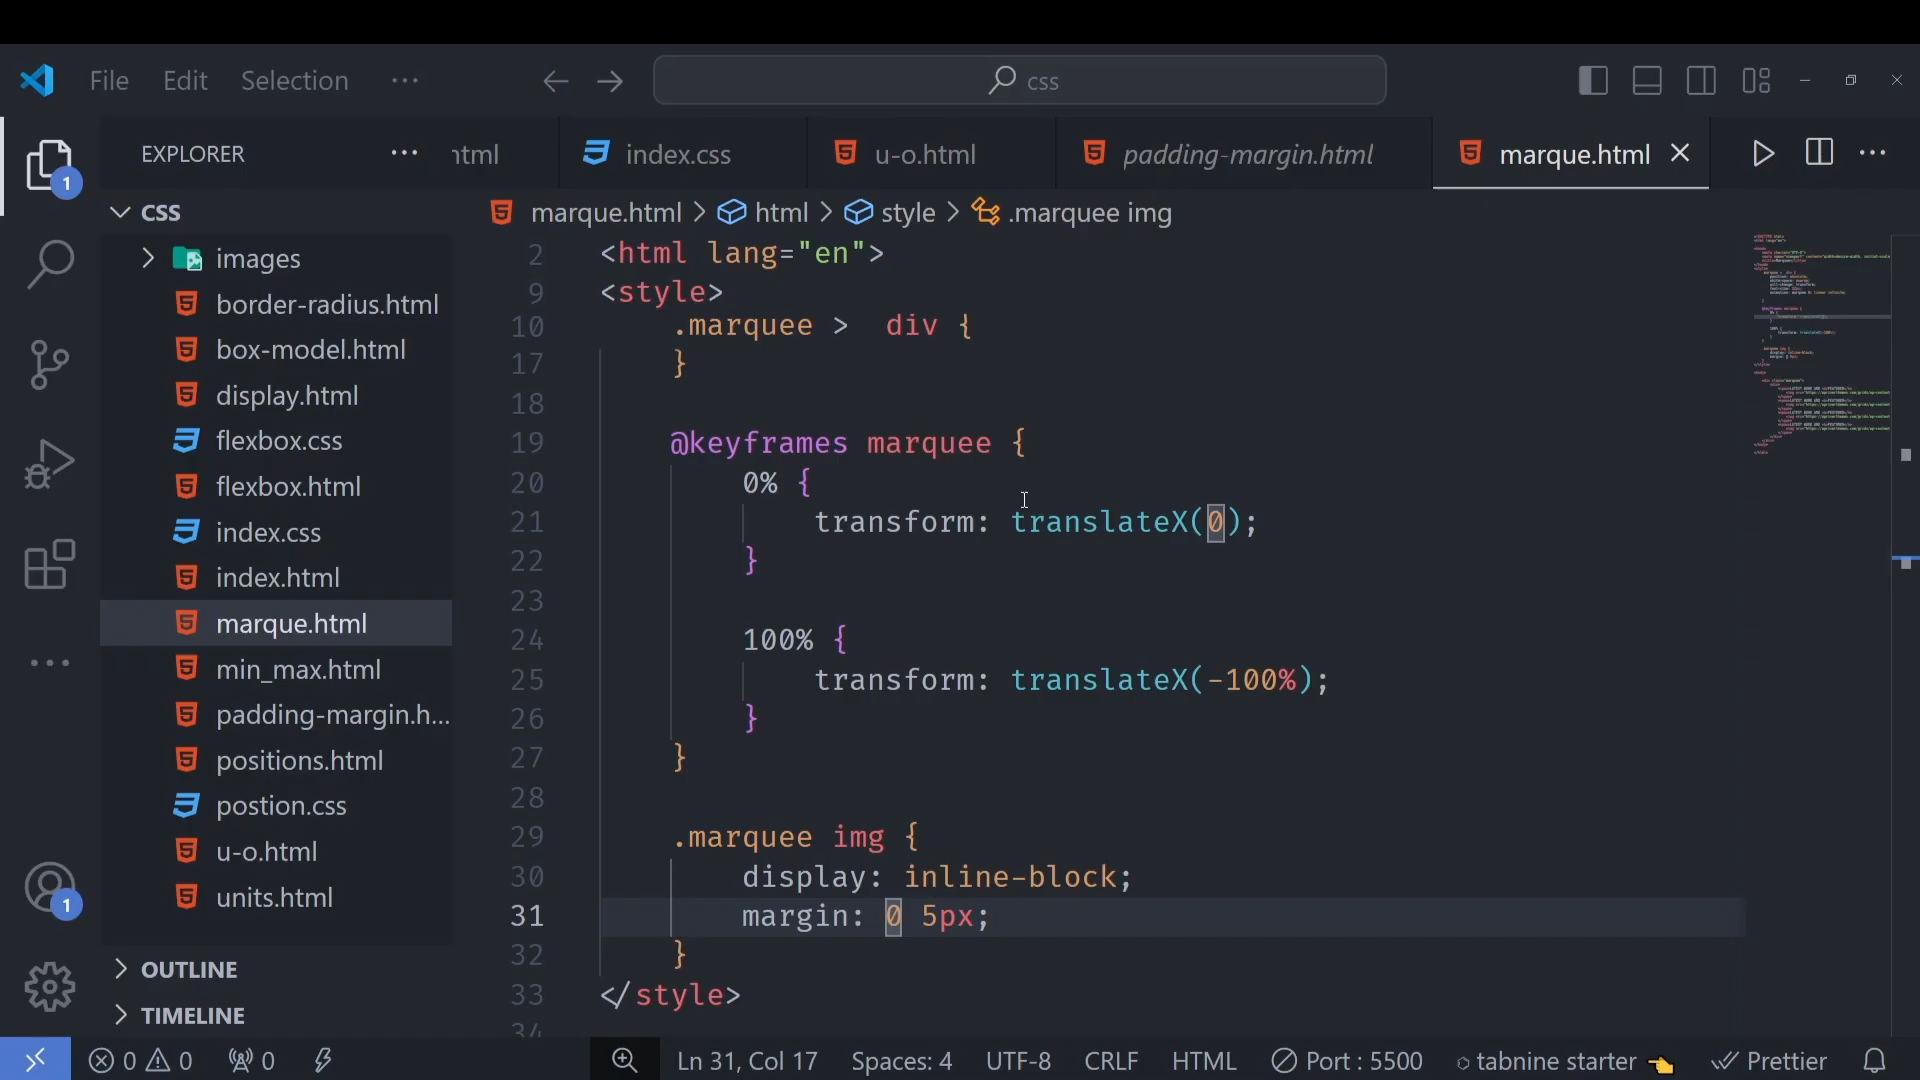 File Edit Selection ...
css
EXPLORER ...
html
index.css
u-o.html
padding-margin.html
marque.html
CSS
images
border-radius.html
box-model.html
display.html
flexbox.css
flexbox.html
index.css
index.html
marque.html
min_max.html
padding-margin.h...
positions.html
postion.css
u-o.html
units.html
OUTLINE
TIMELINE
1
1
marque.html > html > style > .marquee img
2 <html lang="en">
9 <style>
10 .marquee > div {
17 }
18
19 @keyframes marquee {
20 0% {
21 transform: translateX(0);
22 }
23
24 100% {
25 transform: translateX(-100%);
26 }
27 }
28
29 .marquee img {
30 display: inline-block;
31 margin: 0 5px;
32 }
33 </style>
34
0 0 0 Ln 31, Col 17 Spaces: 4 UTF-8 CRLF HTML Port : 5500 tabnine starter Prettier